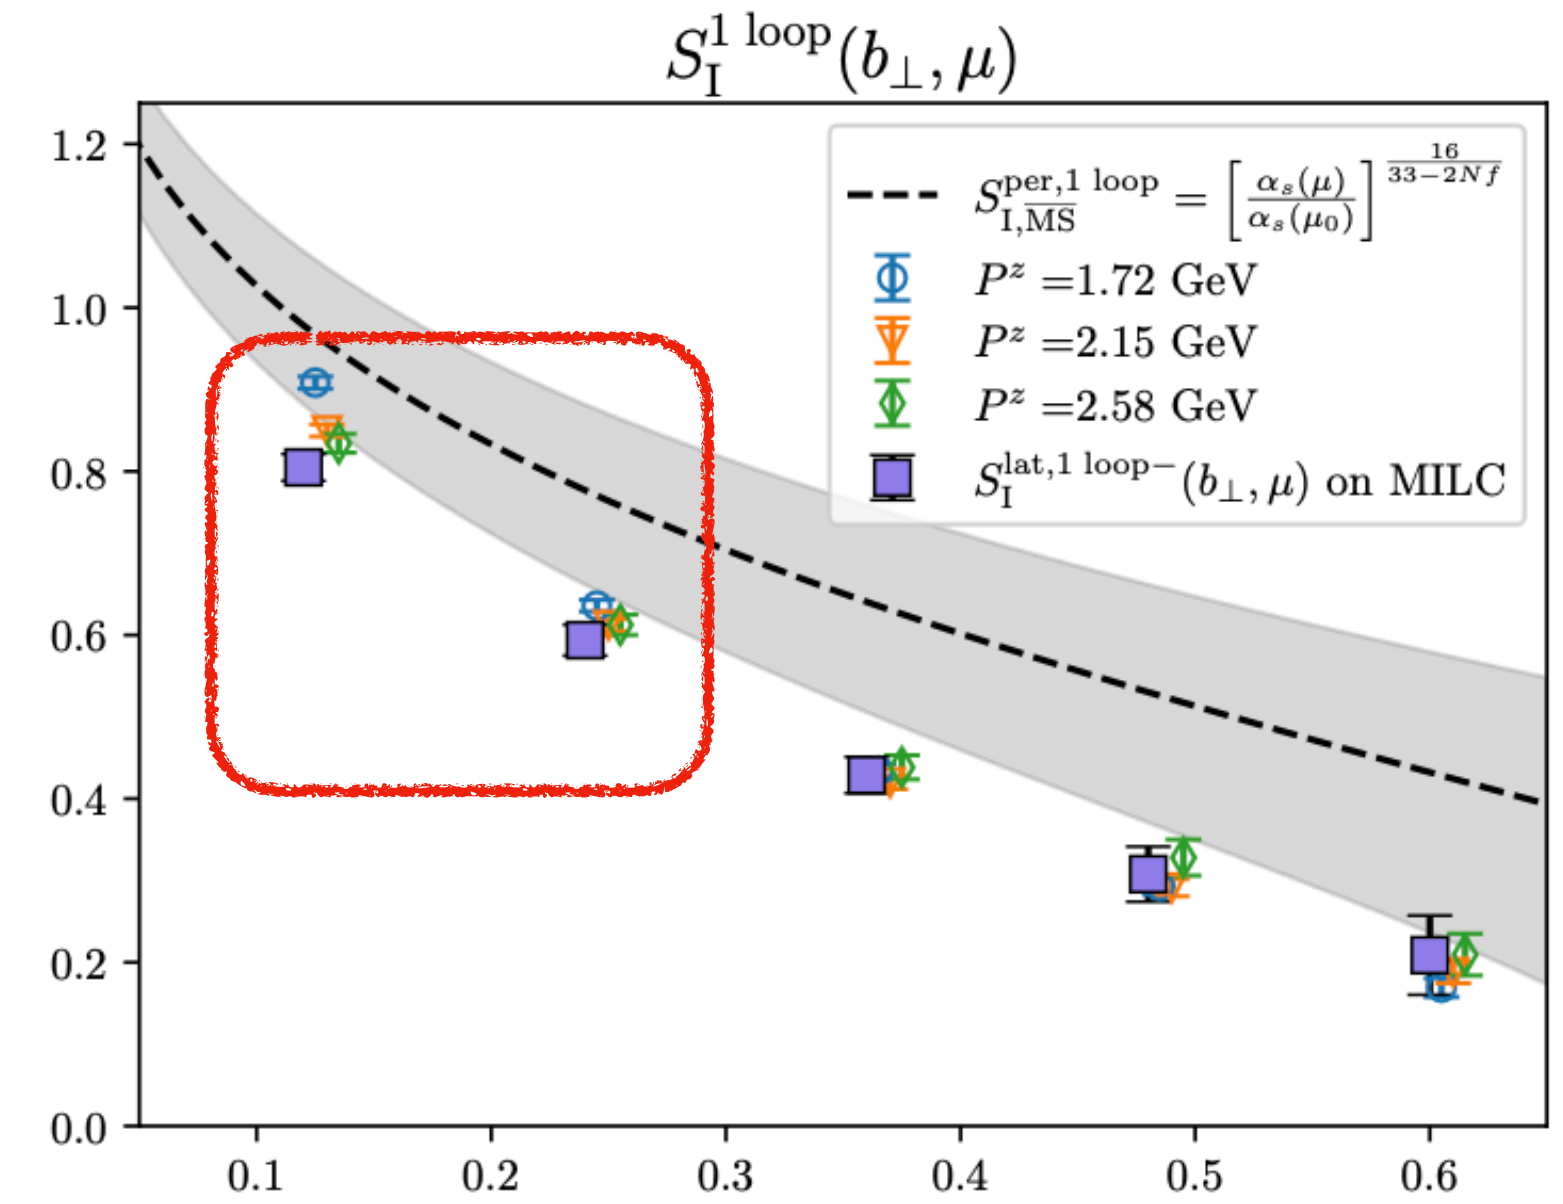 S_I^{1 loop}(b_⊥, μ)
1.2
1.0
0.8
0.6
0.4
0.2
0.0
S_{I,\overline{MS}}^{per,1 loop} = [α_s(μ)/α_s(μ_0)]^{16/(33−2Nf)}
P^z =1.72 GeV
P^z =2.15 GeV
P^z =2.58 GeV
S_I^{lat,1 loop−}(b_⊥, μ) on MILC
0.1 0.2 0.3 0.4 0.5 0.6